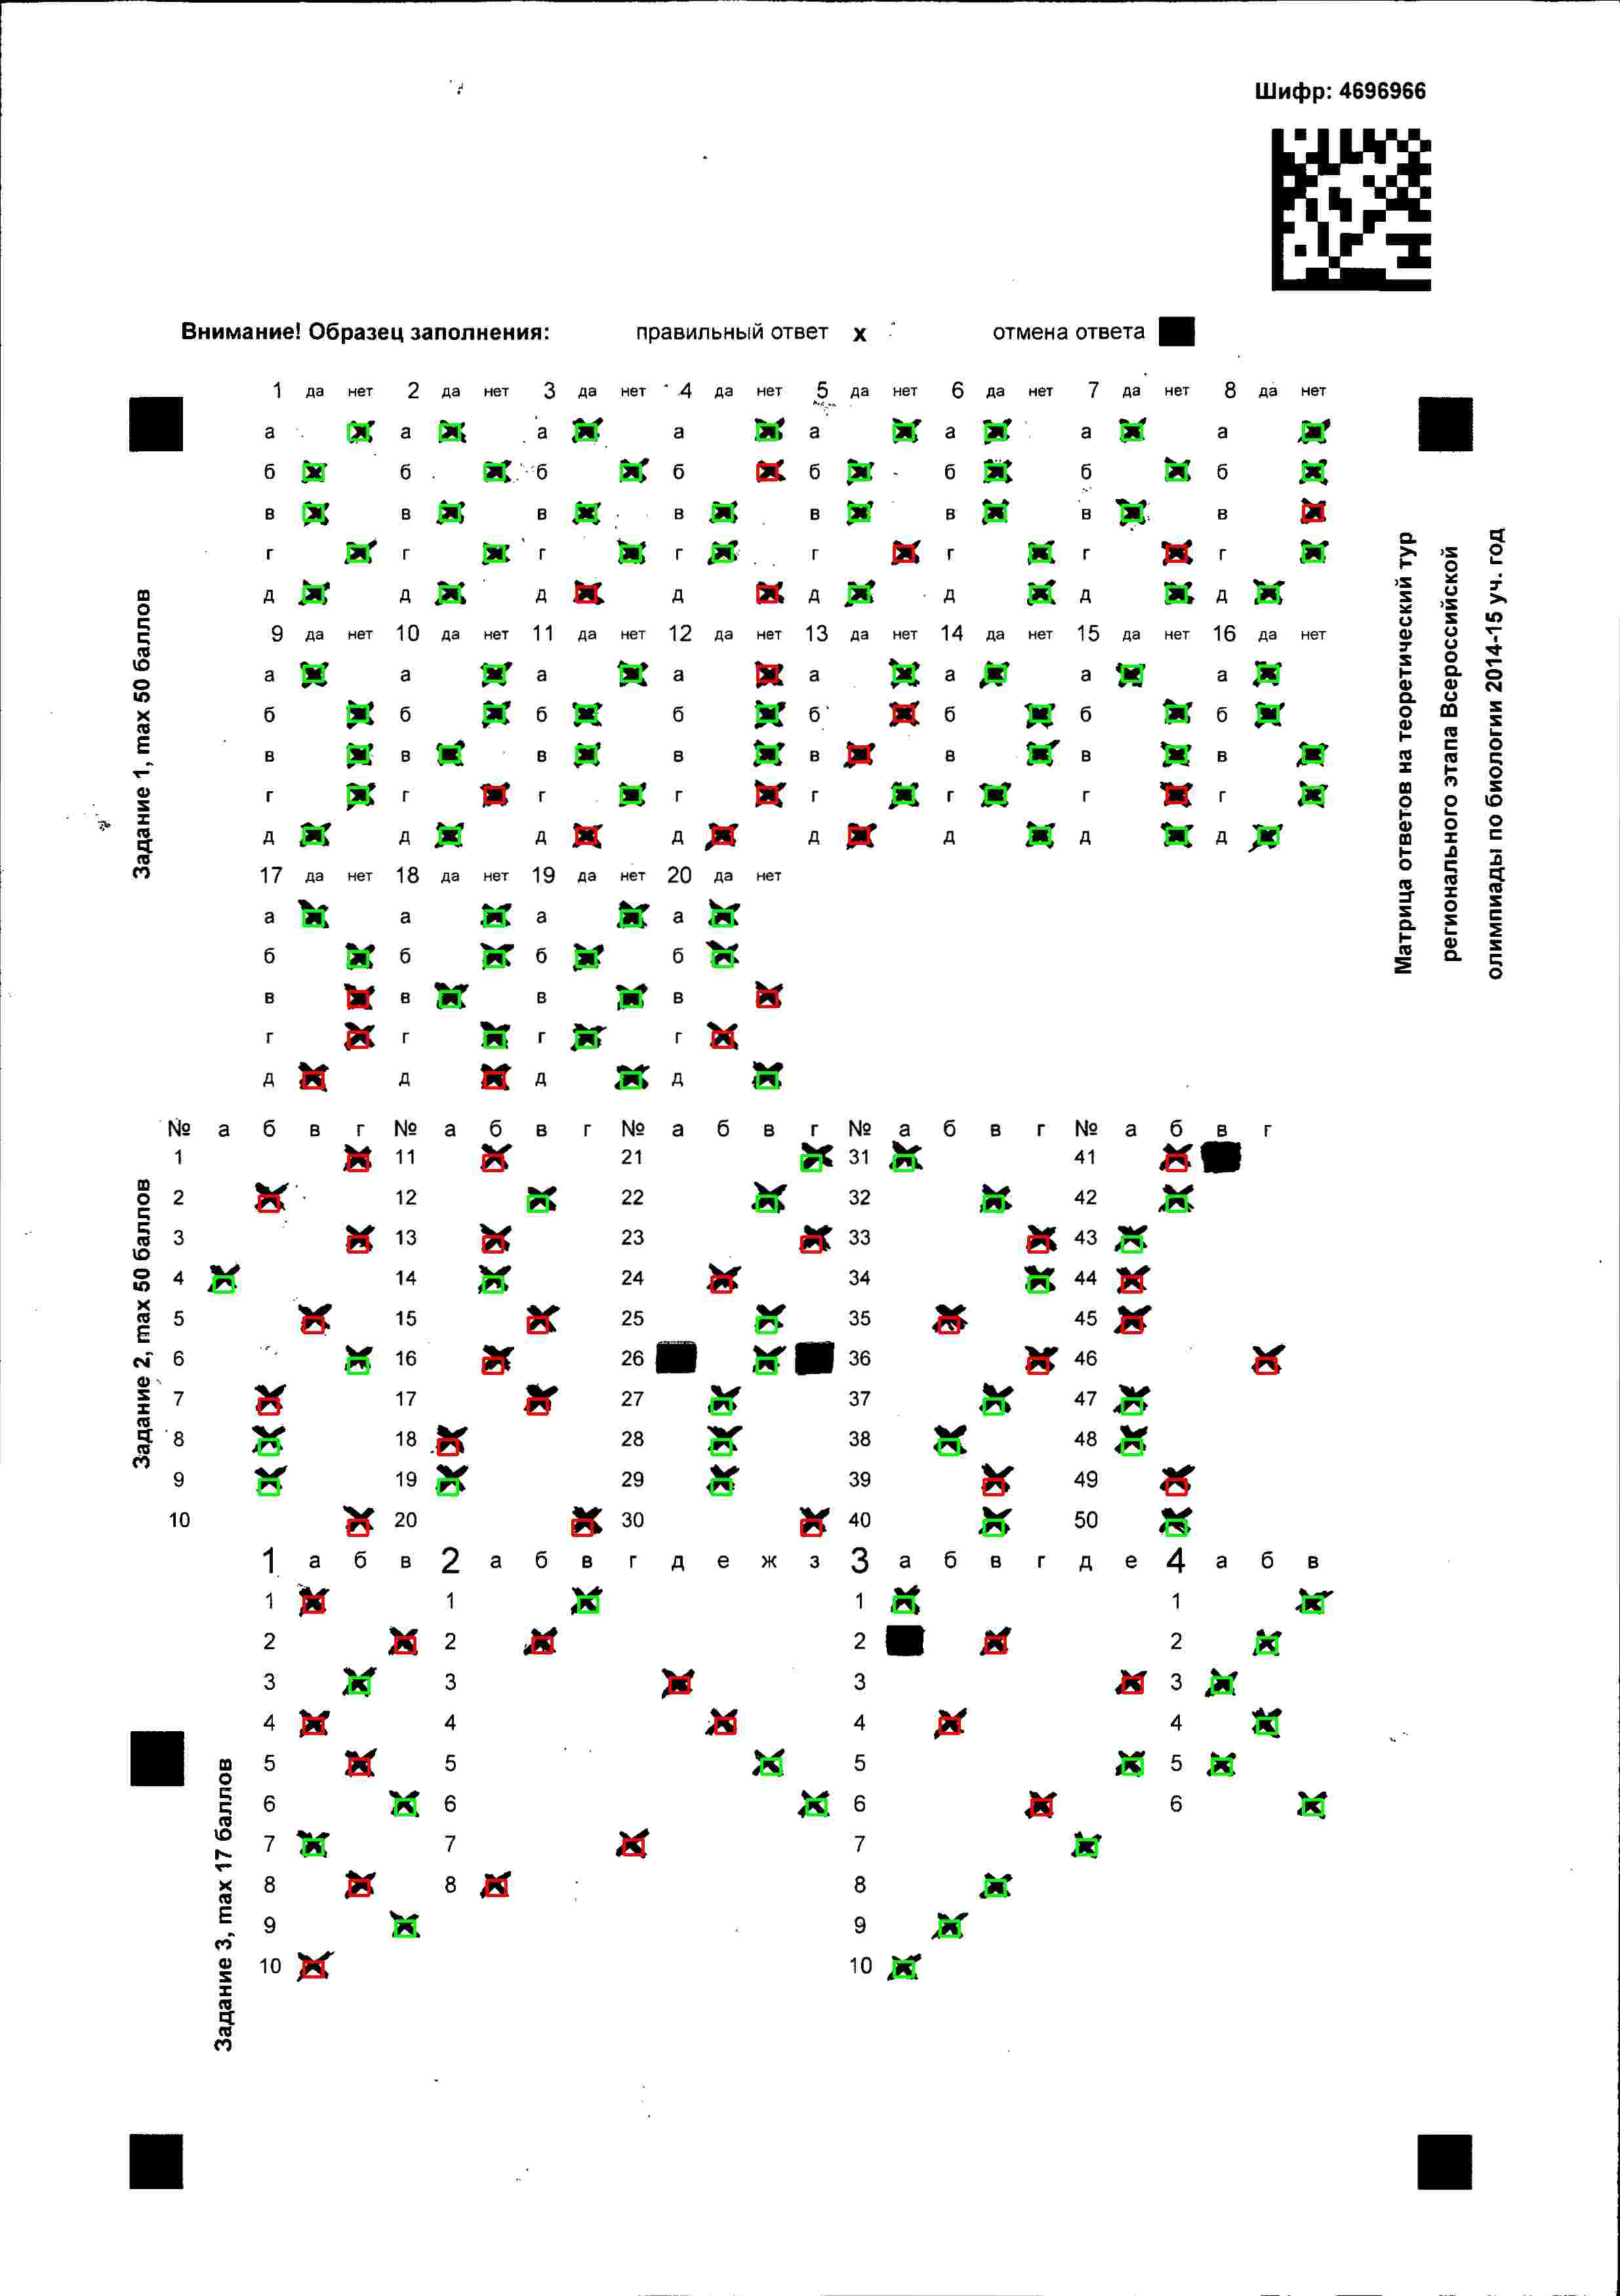 Шифр: 4696966
Внимание! Образец заполнения: правильный ответ х отмена ответа
1 да нет 2 да нет 3 да нет 4 да нет 5 да нет 6 да нет 7 да нет 8 да нет
а а а а а а а а
б б б б б б б б
в в в в в в в в
г г г г г г г г
д д д д д д д д
9 да нет 10 да нет 11 да нет 12 да нет 13 да нет 14 да нет 15 да нет 16 да нет
а а а а а а а а
б б б б б б б б
в в в в в в в в
г г г г г г г г
д д д д д д д д
17 да нет 18 да нет 19 да нет 20 да нет
а а а а
б б б б
в в в в
г г г г
д д д д
№ а б в г № а б в г № а б в г № а б в г № а б в г
1 11 21 31 41
2 12 22 32 42
3 13 23 33 43
4 14 24 34 44
5 15 25 35 45
6 16 26 36 46
7 17 27 37 47
8 18 28 38 48
9 19 29 39 49
10 20 30 40 50
1 а б в 2 а б в г д е ж з 3 а б в г д е 4 а б в
1 1 1 1
2 2 2 2
3 3 3 3
4 4 4 4
5 5 5 5
6 6 6 6
7 7 7
8 8 8
9 9
10 10
Задание 1, max 50 баллов
Задание 2, max 50 баллов
Задание 3, max 17 баллов
Матрица ответов на теоретический тур
регионального этапа Всероссийской
олимпиады по биологии 2014-15 уч. год